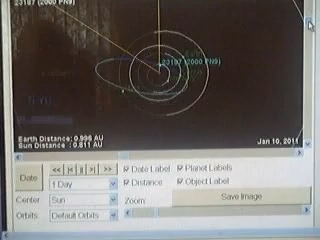 23187 (2000 PN9)
23187 (2000 PN9)
Earth Distance: 0.996 AU
Sun Distance : 0.811 AU
Jan 10, 2011
Date
<< |< || >| >>
1 Day
Date Label
Planet Labels
Distance
Object Label
Center
Sun
Zoom:
Save Image
Orbits:
Default Orbits